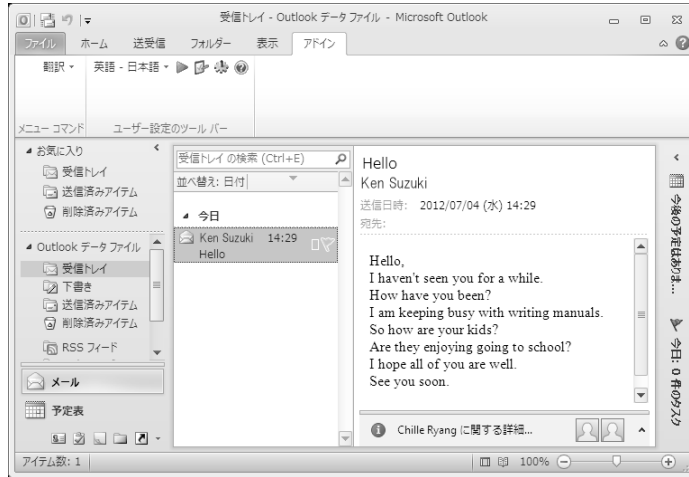 受信トレイ - Outlook データ ファイル - Microsoft Outlook
ファイル ホーム 送受信 フォルダー 表示 アドイン
翻訳 英語 - 日本語
メニュー コマンド ユーザー設定のツール バー
お気に入り
受信トレイ
送信済みアイテム
削除済みアイテム
Outlook データ ファイル
受信トレイ
下書き
送信済みアイテム
削除済みアイテム
RSS フィード
メール
予定表
受信トレイ の検索 (Ctrl+E)
並べ替え: 日付
今日
Ken Suzuki 14:29
Hello
Hello
Ken Suzuki
送信日時: 2012/07/04 (水) 14:29
宛先:
Hello,
I haven't seen you for a while.
How have you been?
I am keeping busy with writing manuals.
So how are your kids?
Are they enjoying going to school?
I hope all of you are well.
See you soon.
Chille Ryang に関する詳細...
今後の予定はありま...
今日: 0 件のタスク
アイテム数: 1
100%